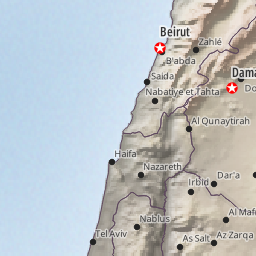 Beirut
Zahlé
B'abda
Dama
Saida
Do
Nabatiye et Tahta
Al Qunaytirah
Haifa
Nazareth
Dar'a
Irbid
Al Maf
Nablus
Tel Aviv
As Salt
Az Zarqa